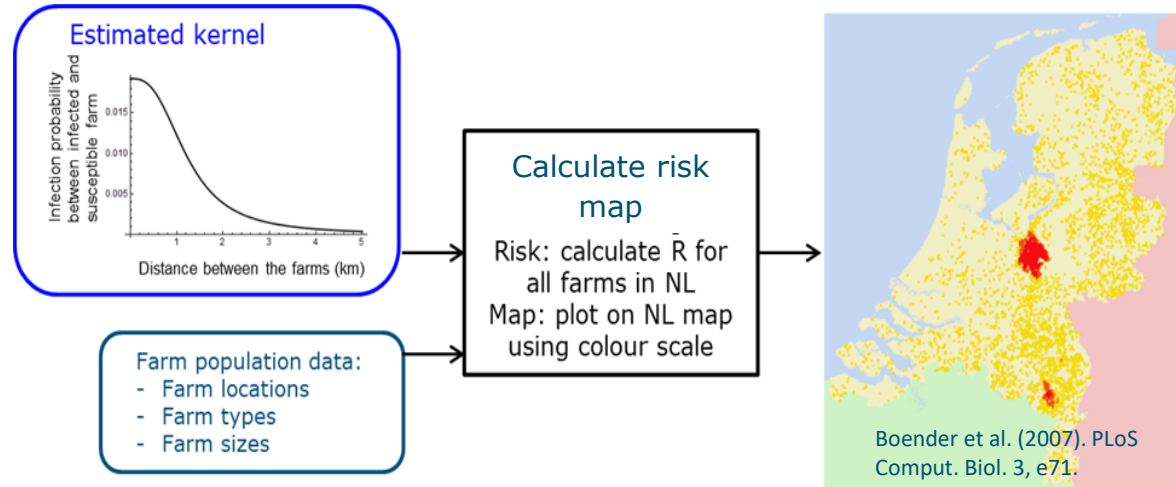 Estimated kernel
Infection probability
between infected and
susceptible farm
0.015
0.010
0.005
1 2 3 4 5
Distance between the farms (km)
Farm population data:
- Farm locations
- Farm types
- Farm sizes
Calculate risk
map
Risk: calculate R̄ for
all farms in NL
Map: plot on NL map
using colour scale
Boender et al. (2007). PLoS
Comput. Biol. 3, e71.